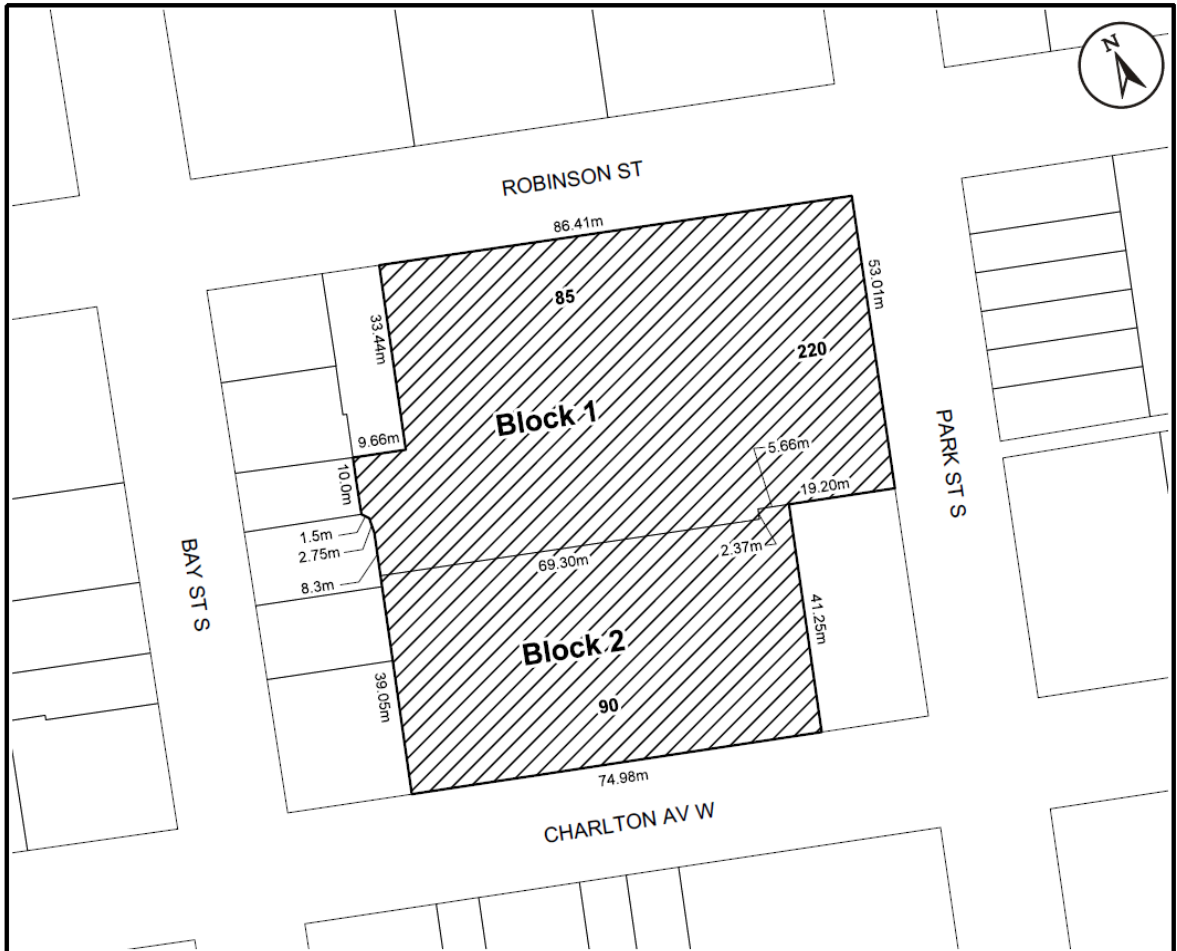 N
ROBINSON ST
86.41m
85
53.01m
33.44m
220
Block 1
9.66m
5.66m
10.0m
19.20m
PARK ST S
1.5m
2.75m
2.37m
69.30m
8.3m
BAY ST S
41.25m
Block 2
39.05m
90
74.98m
CHARLTON AV W